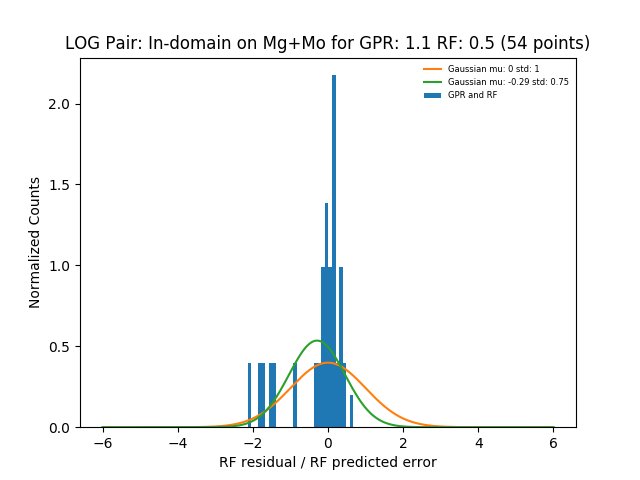 LOG Pair: In-domain on Mg+Mo for GPR: 1.1 RF: 0.5 (54 points)
Gaussian mu: 0 std: 1
Gaussian mu: -0.29 std: 0.75
GPR and RF
Normalized Counts
2.0
1.5
1.0
0.5
0.0
−6 −4 −2 0 2 4 6
RF residual / RF predicted error